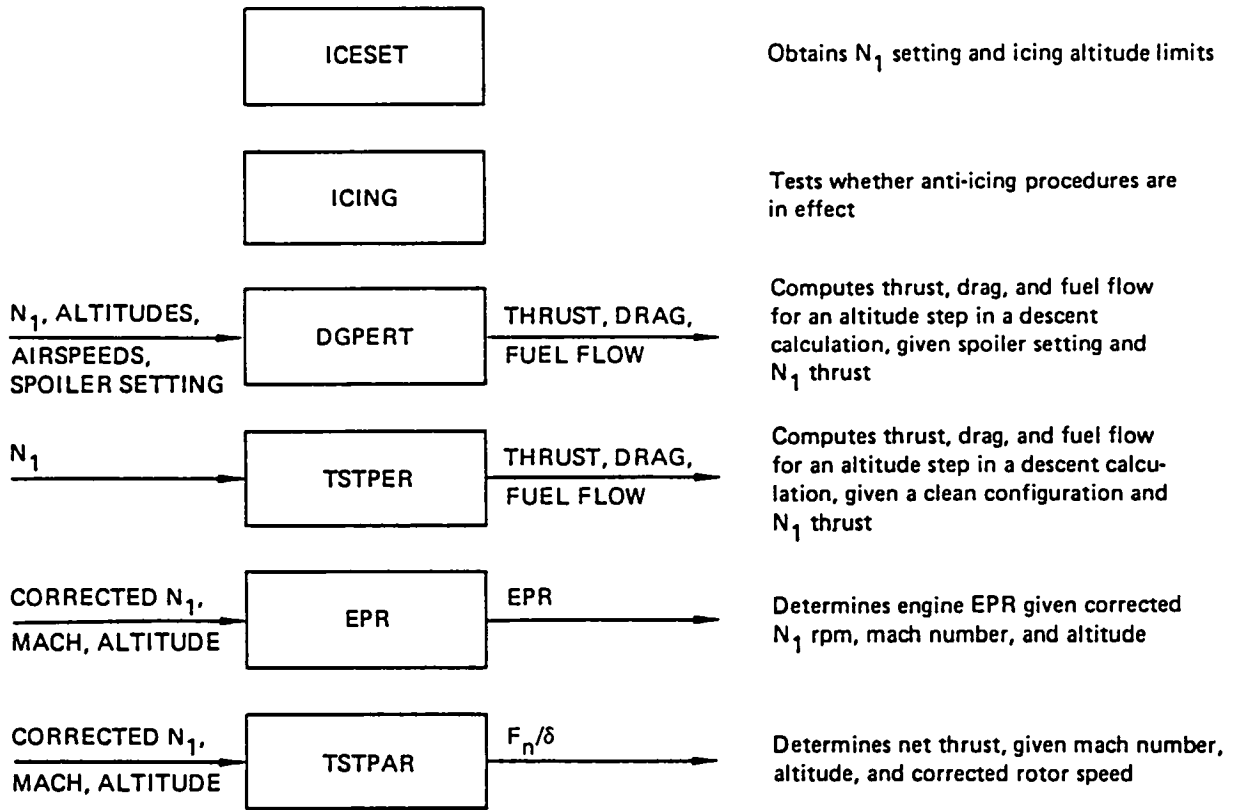 ICESET
Obtains N1 setting and icing altitude limits
ICING
Tests whether anti-icing procedures are
in effect
N1, ALTITUDES,
AIRSPEEDS,
SPOILER SETTING
DGPERT
THRUST, DRAG,
FUEL FLOW
Computes thrust, drag, and fuel flow
for an altitude step in a descent
calculation, given spoiler setting and
N1 thrust
N1
TSTPER
THRUST, DRAG,
FUEL FLOW
Computes thrust, drag, and fuel flow
for an altitude step in a descent calcu-
lation, given a clean configuration and
N1 thrust
CORRECTED N1,
MACH, ALTITUDE
EPR
EPR
Determines engine EPR given corrected
N1 rpm, mach number, and altitude
CORRECTED N1,
MACH, ALTITUDE
TSTPAR
Fn/δ
Determines net thrust, given mach number,
altitude, and corrected rotor speed